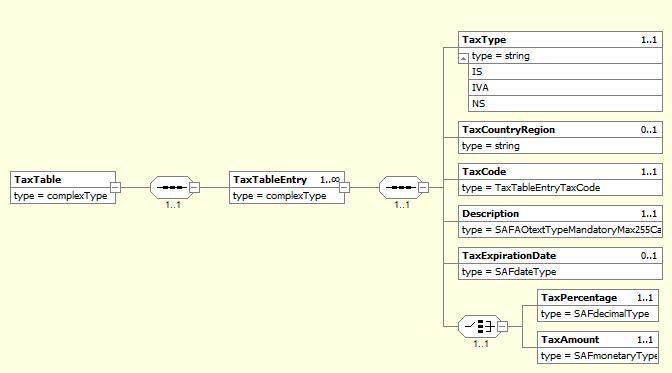 TaxType 1..1
type = string
IS
IVA
NS
TaxCountryRegion 0..1
type = string
TaxTable
type = complexType
1..1
TaxTableEntry 1..∞
type = complexType
1..1
TaxCode 1..1
type = TaxTableEntryTaxCode
Description 1..1
type = SAFAOtextTypeMandatoryMax255Ca
TaxExpirationDate 0..1
type = SAFdateType
1..1
TaxPercentage 1..1
type = SAFdecimalType
TaxAmount 1..1
type = SAFmonetaryType